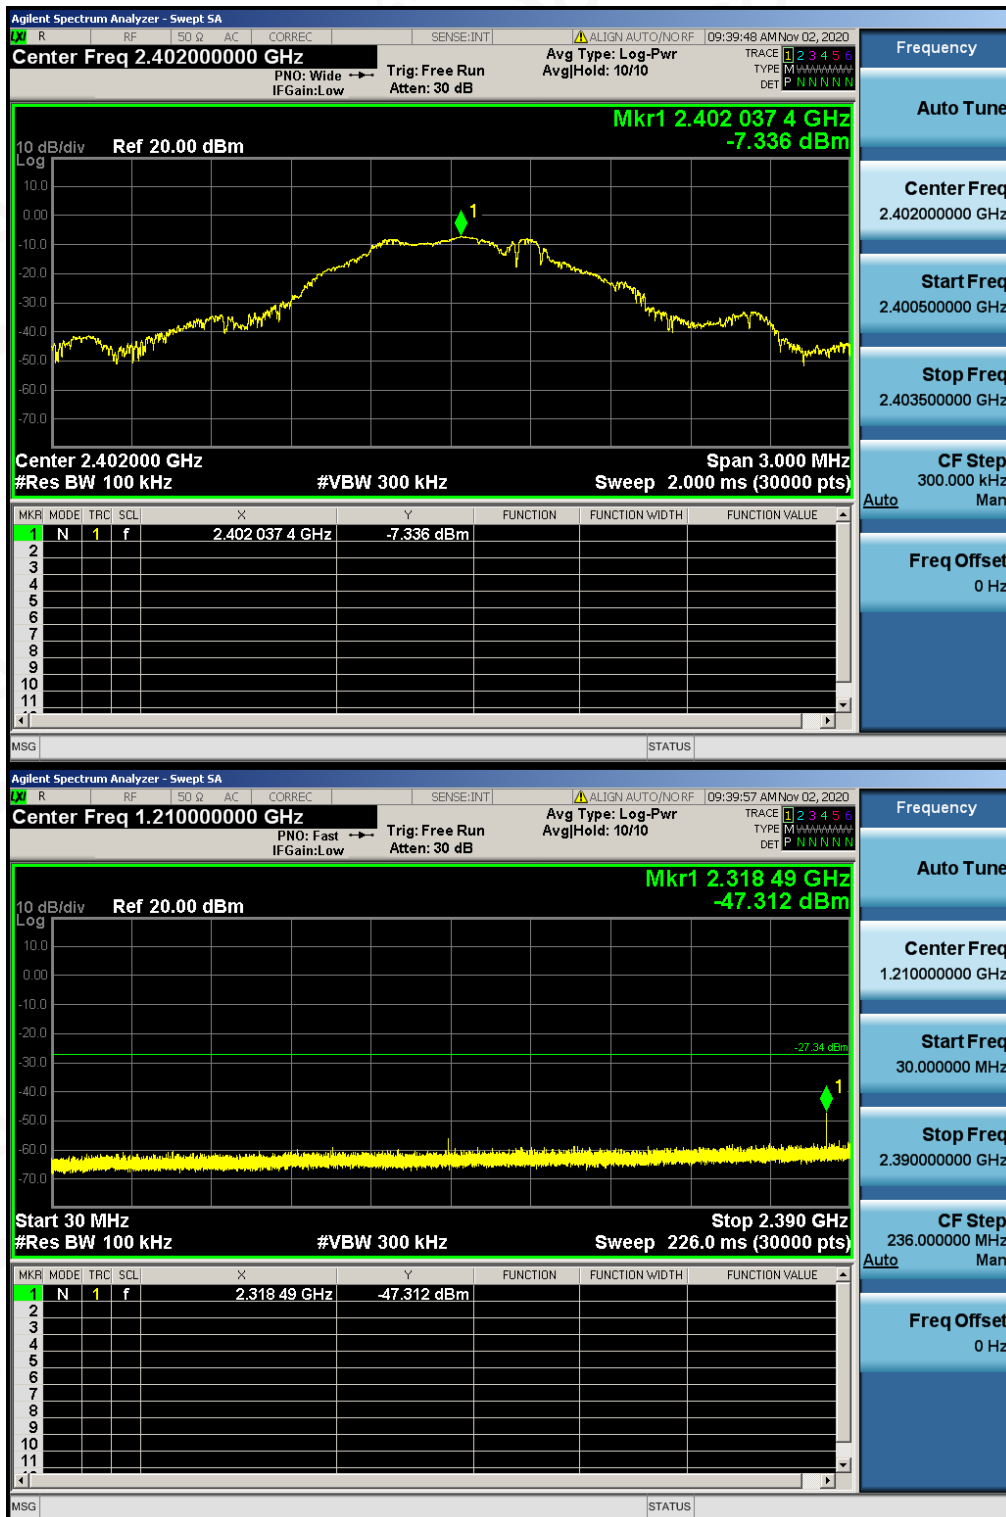 Agilent Spectrum Analyzer - Swept SA
LXI R RF 50 Ω AC CORREC SENSE:INT ALIGN AUTO/NO RF 09:39:48 AM Nov 02, 2020
Center Freq 2.402000000 GHz
PNO: Wide
IFGain:Low
Trig: Free Run
Atten: 30 dB
Avg Type: Log-Pwr
Avg|Hold: 10/10
TRACE 1 2 3 4 5 6
TYPE M
DET P N N N N N
Mkr1 2.402 037 4 GHz
-7.336 dBm
10 dB/div Ref 20.00 dBm
Log
10.0
0.00
-10.0
-20.0
-30.0
-40.0
-50.0
-60.0
-70.0
1
Center 2.402000 GHz Span 3.000 MHz
#Res BW 100 kHz #VBW 300 kHz Sweep 2.000 ms (30000 pts)
MKR MODE TRC SCL X Y FUNCTION FUNCTION WIDTH FUNCTION VALUE
1 N 1 f 2.402 037 4 GHz -7.336 dBm
2
3
4
5
6
7
8
9
10
11
MSG STATUS
Frequency
Auto Tune
Center Freq
2.402000000 GHz
Start Freq
2.400500000 GHz
Stop Freq
2.403500000 GHz
CF Step
300.000 kHz
Auto Man
Freq Offset
0 Hz
Agilent Spectrum Analyzer - Swept SA
LXI R RF 50 Ω AC CORREC SENSE:INT ALIGN AUTO/NO RF 09:39:57 AM Nov 02, 2020
Center Freq 1.210000000 GHz
PNO: Fast
IFGain:Low
Trig: Free Run
Atten: 30 dB
Avg Type: Log-Pwr
Avg|Hold: 10/10
TRACE 1 2 3 4 5 6
TYPE M
DET P N N N N N
Mkr1 2.318 49 GHz
-47.312 dBm
10 dB/div Ref 20.00 dBm
Log
10.0
0.00
-10.0
-20.0
-30.0
-40.0
-50.0
-60.0
-70.0
-27.34 dBm
1
Start 30 MHz Stop 2.390 GHz
#Res BW 100 kHz #VBW 300 kHz Sweep 226.0 ms (30000 pts)
MKR MODE TRC SCL X Y FUNCTION FUNCTION WIDTH FUNCTION VALUE
1 N 1 f 2.318 49 GHz -47.312 dBm
2
3
4
5
6
7
8
9
10
11
MSG STATUS
Frequency
Auto Tune
Center Freq
1.210000000 GHz
Start Freq
30.000000 MHz
Stop Freq
2.390000000 GHz
CF Step
236.000000 MHz
Auto Man
Freq Offset
0 Hz